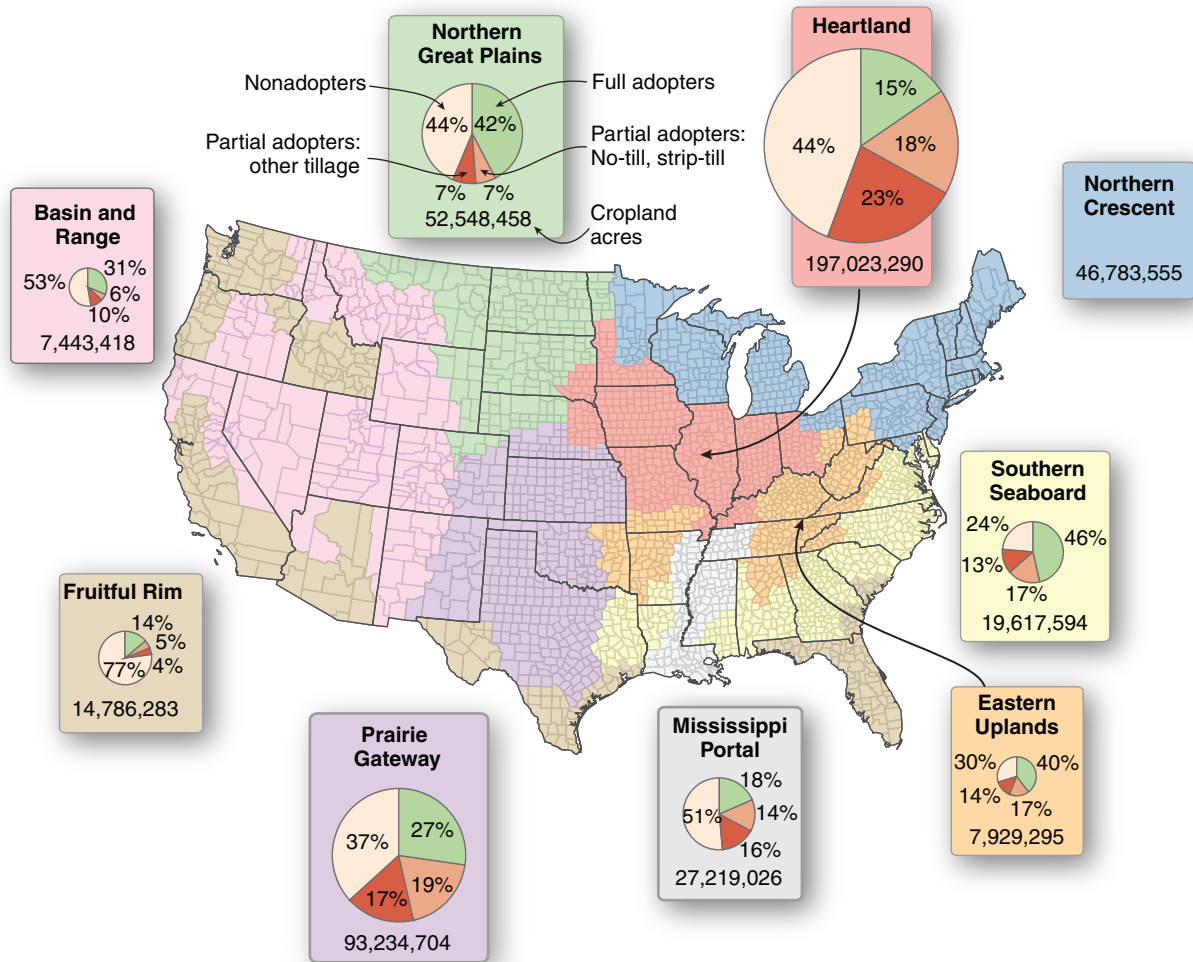 Northern
Great Plains
Nonadopters
Full adopters
44%
42%
Partial adopters:
other tillage
Partial adopters:
No-till, strip-till
7%
7%
52,548,458
Cropland
acres
Heartland
15%
44%
18%
23%
197,023,290
Northern
Crescent
46,783,555
Basin and
Range
53%
31%
6%
10%
7,443,418
Southern
Seaboard
24%
46%
13%
17%
19,617,594
Fruitful Rim
14%
5%
77%
4%
14,786,283
Prairie
Gateway
37%
27%
17%
19%
93,234,704
Mississippi
Portal
18%
51%
14%
16%
27,219,026
Eastern
Uplands
30%
40%
14%
17%
7,929,295